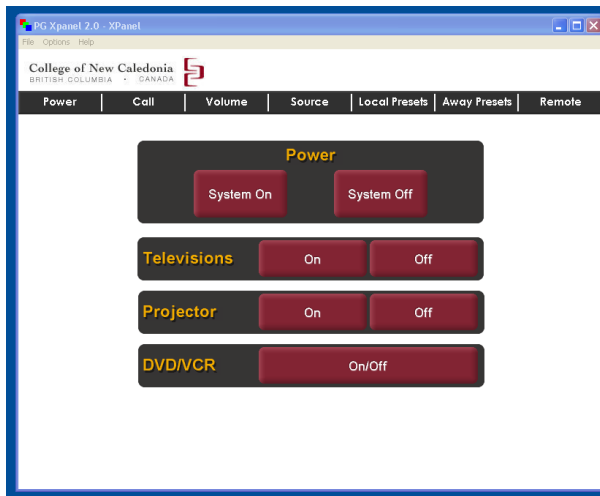 PG Xpanel 2.0 - XPanel
File Options Help
College of New Caledonia
BRITISH COLUMBIA · CANADA
Power Call Volume Source Local Presets Away Presets Remote
Power
System On System Off
Televisions On Off
Projector On Off
DVD/VCR On/Off